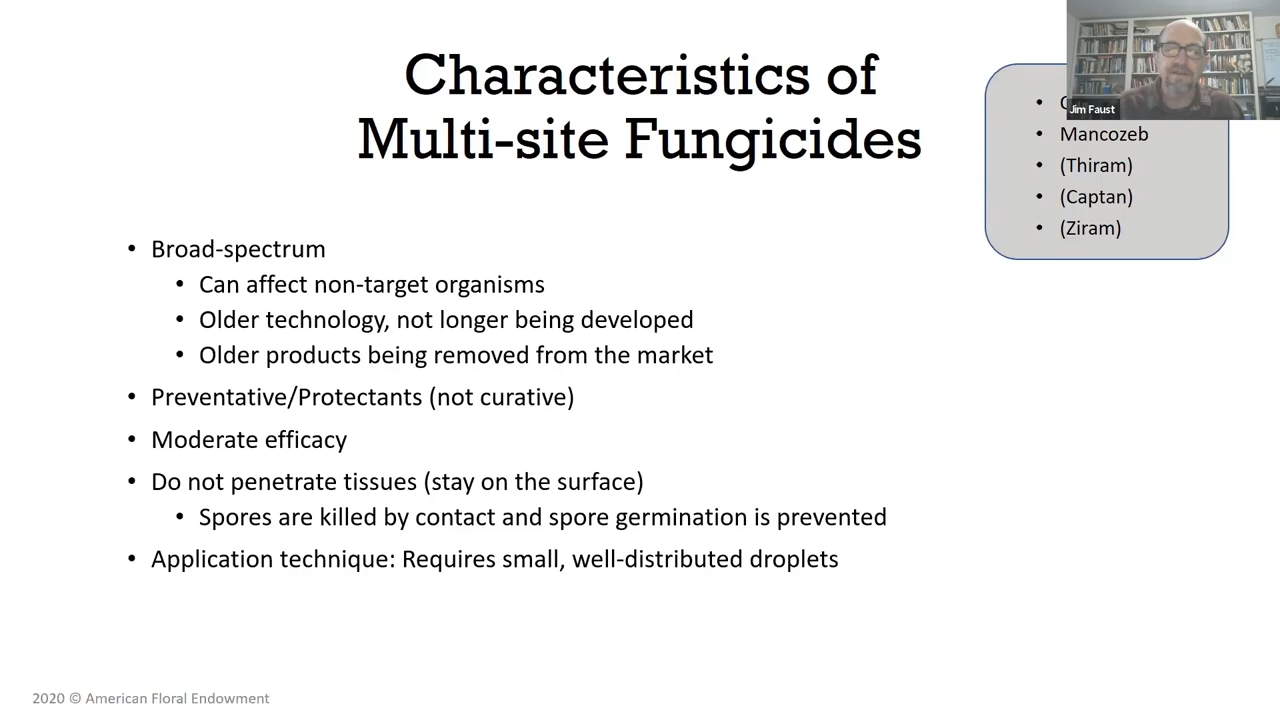 Characteristics of
Multi-site Fungicides
Jim Faust
• Mancozeb
• (Thiram)
• (Captan)
• (Ziram)
• Broad-spectrum
• Can affect non-target organisms
• Older technology, not longer being developed
• Older products being removed from the market
• Preventative/Protectants (not curative)
• Moderate efficacy
• Do not penetrate tissues (stay on the surface)
• Spores are killed by contact and spore germination is prevented
• Application technique: Requires small, well-distributed droplets
2020 © American Floral Endowment